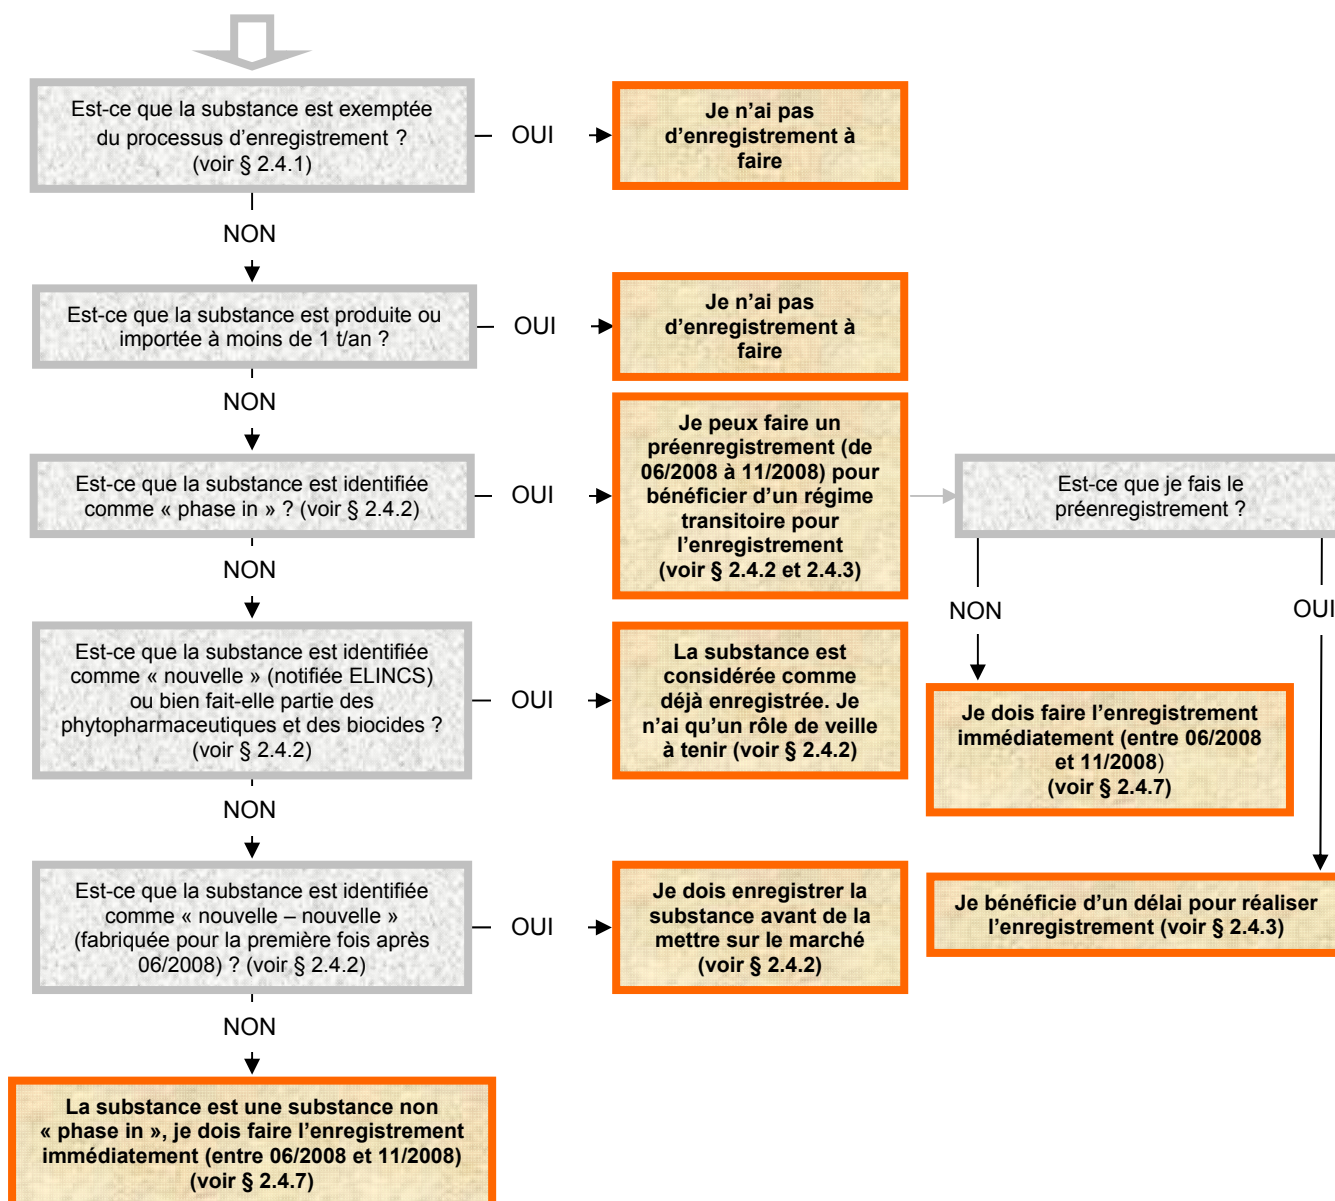 Est-ce que la substance est exemptée
du processus d’enregistrement ?
(voir § 2.4.1)
OUI
Je n’ai pas
d’enregistrement à
faire
NON
Est-ce que la substance est produite ou
importée à moins de 1 t/an ?
OUI
Je n’ai pas
d’enregistrement à
faire
NON
Est-ce que la substance est identifiée
comme « phase in » ? (voir § 2.4.2)
OUI
Je peux faire un
préenregistrement (de
06/2008 à 11/2008) pour
bénéficier d’un régime
transitoire pour
l’enregistrement
(voir § 2.4.2 et 2.4.3)
Est-ce que je fais le
préenregistrement ?
NON
OUI
NON
Est-ce que la substance est identifiée
comme « nouvelle » (notifiée ELINCS)
ou bien fait-elle partie des
phytopharmaceutiques et des biocides ?
(voir § 2.4.2)
OUI
La substance est
considérée comme
déjà enregistrée. Je
n’ai qu’un rôle de veille
à tenir (voir § 2.4.2)
Je dois faire l’enregistrement
immédiatement (entre 06/2008
et 11/2008)
(voir § 2.4.7)
NON
Est-ce que la substance est identifiée
comme « nouvelle – nouvelle »
(fabriquée pour la première fois après
06/2008) ? (voir § 2.4.2)
OUI
Je dois enregistrer la
substance avant de la
mettre sur le marché
(voir § 2.4.2)
Je bénéficie d’un délai pour réaliser
l’enregistrement (voir § 2.4.3)
NON
La substance est une substance non
« phase in », je dois faire l’enregistrement
immédiatement (entre 06/2008 et 11/2008)
(voir § 2.4.7)